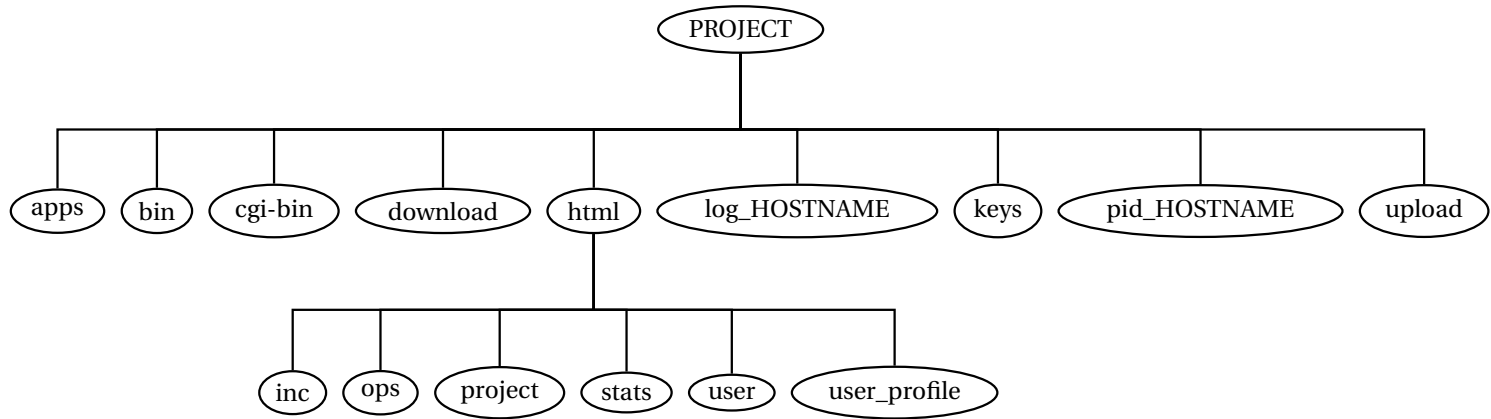 PROJECT
apps bin cgi-bin download html log_HOSTNAME keys pid_HOSTNAME upload
inc ops project stats user user_profile